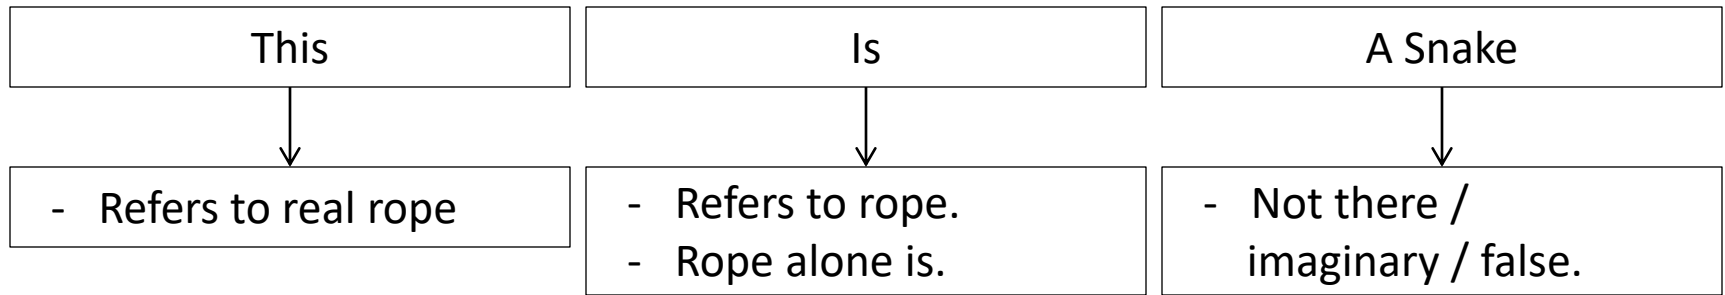 This
Is
A Snake
- Refers to real rope
- Refers to rope.
- Rope alone is.
- Not there /
imaginary / false.